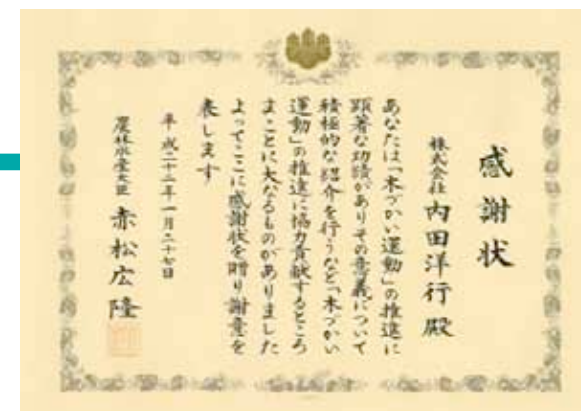 感謝状
株式会社 内田洋行 殿
あなたは「木づかい運動」の推進に
顕著な功績がありその意義について
積極的な紹介を行うなど「木づかい
運動」の推進に協力貢献するところ
まことに大なるものがありました
よってここに感謝状を贈り謝意を
表します
平成二十二年一月二十七日
農林水産大臣 赤松広隆